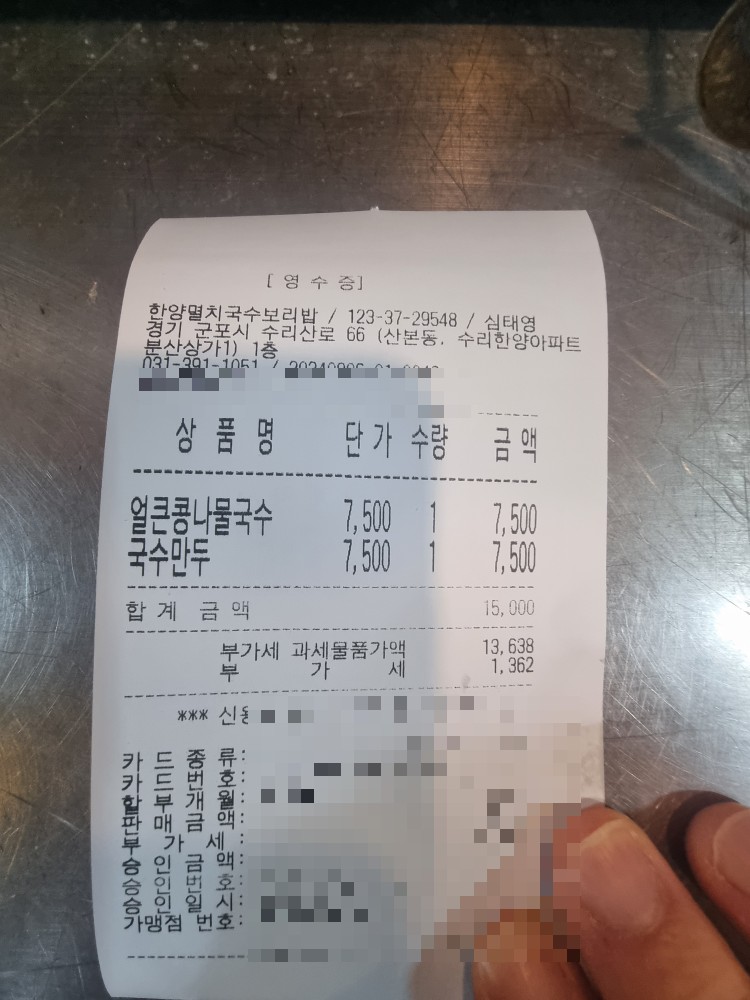 [ 영 수 증]
한양멸치국수보리밥 / 123-37-29548 / 심태영
경기 군포시 수리산로 66 (산본동, 수리한양아파트
분산상가1) 1층
031-391-1051 /
상 품 명 단 가 수량 금 액
얼큰콩나물국수 7,500 1 7,500
국수만두 7,500 1 7,500
합 계 금 액 15,000
부가세 과세물품가액 13,638
부 가 세 1,362
*** 신용
카 드 종 류:
카 드 번 호:
할 부 개 월:
판 매 금 액:
부 가 세 :
승 인 금 액:
승 인 번 호:
승 인 일 시:
가맹점 번호: